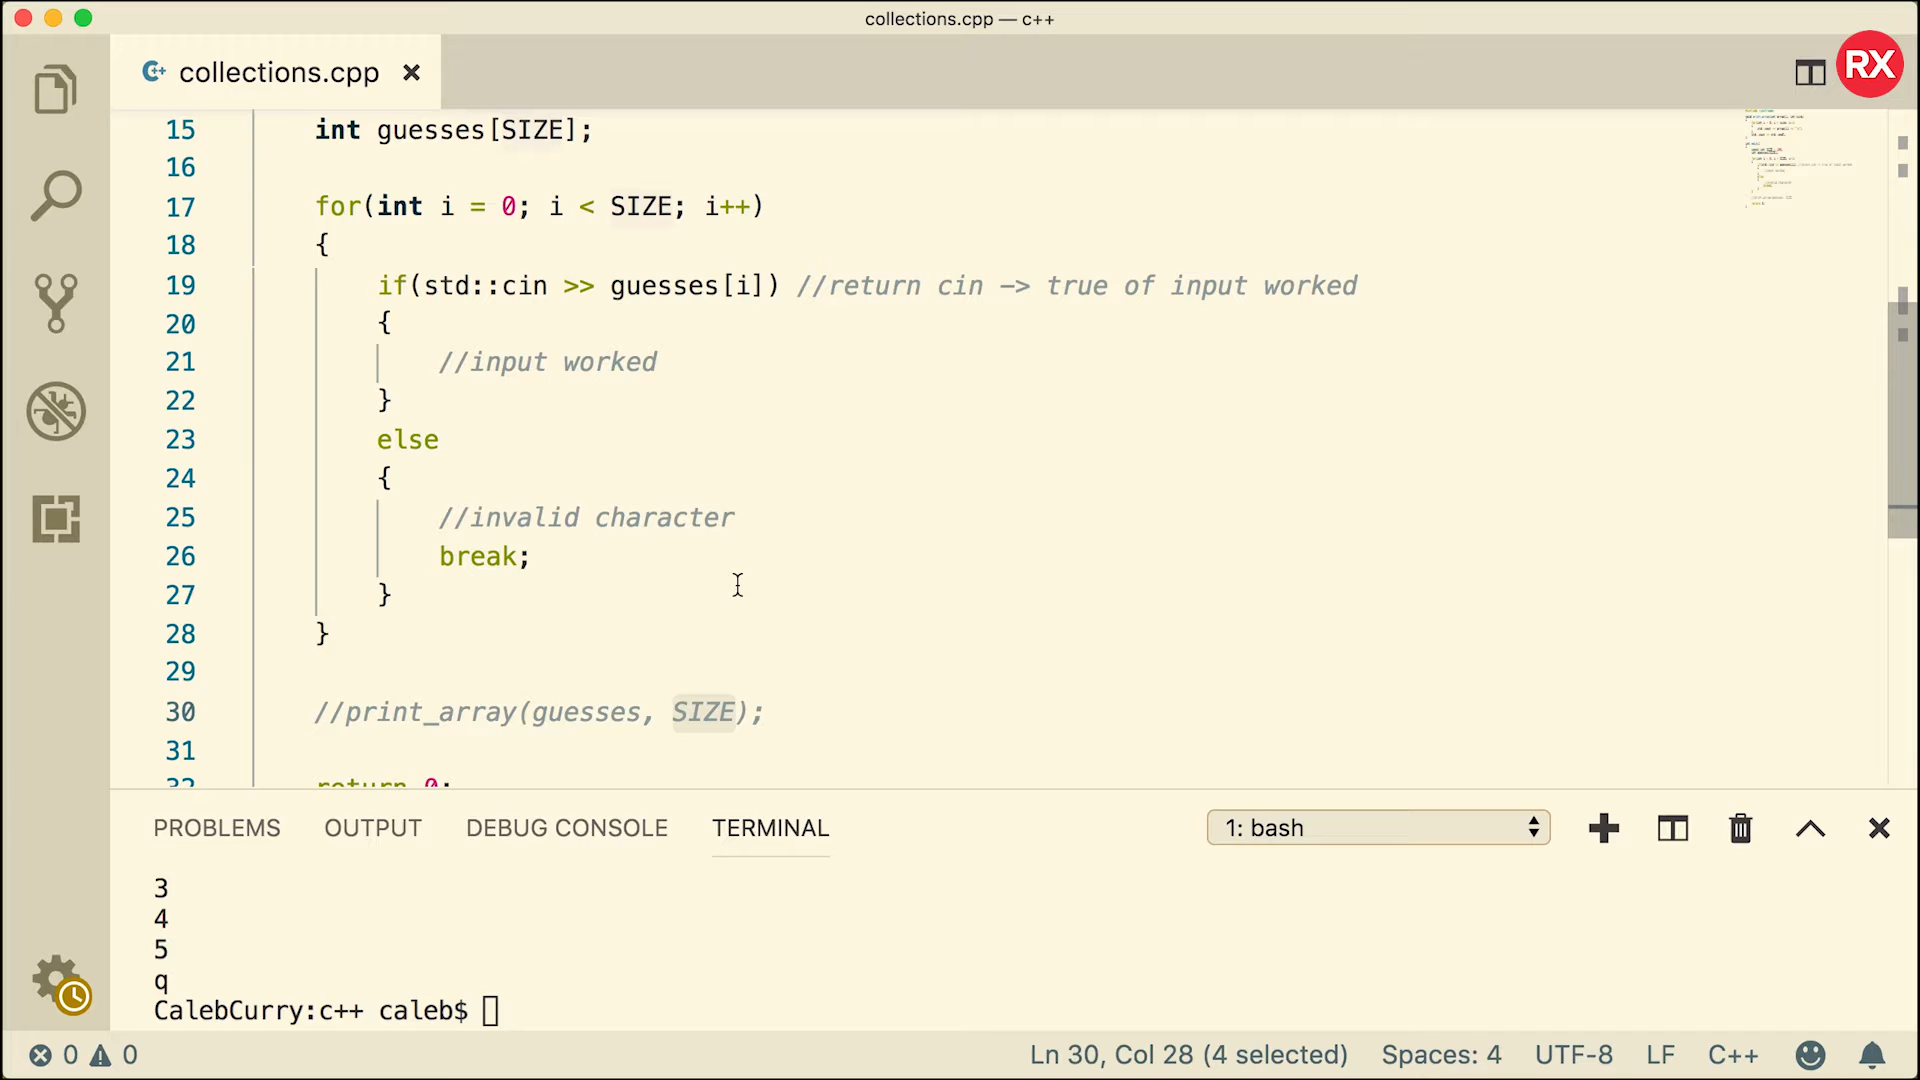 collections.cpp — c++
collections.cpp
RX
15 int guesses[SIZE];
16
17 for(int i = 0; i < SIZE; i++)
18 {
19 if(std::cin >> guesses[i]) //return cin -> true of input worked
20 {
21 //input worked
22 }
23 else
24 {
25 //invalid character
26 break;
27 }
28 }
29
30 //print_array(guesses, SIZE);
31
32 return 0;
PROBLEMS OUTPUT DEBUG CONSOLE TERMINAL 1: bash
3
4
5
q
CalebCurry:c++ caleb$
0 0 Ln 30, Col 28 (4 selected) Spaces: 4 UTF-8 LF C++